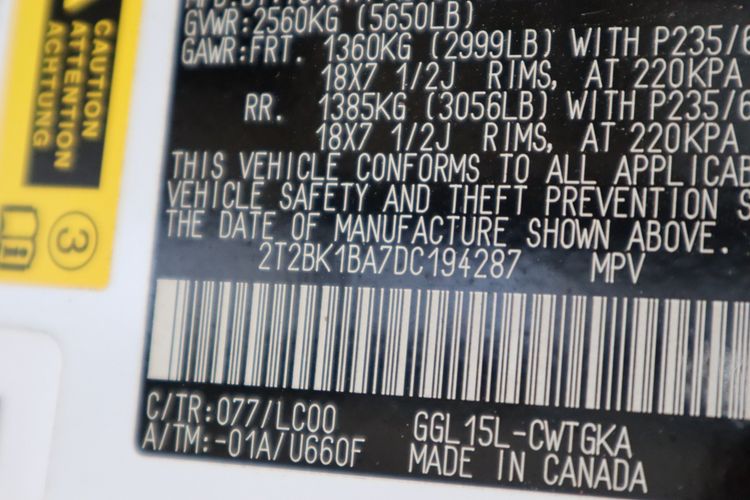 GVWR:2560KG (5650LB)
GAWR:FRT. 1360KG (2999LB) WITH P235/6
18X7 1/2J RIMS, AT 220KPA
RR. 1385KG (3056LB) WITH P235/6
18X7 1/2J RIMS, AT 220KPA
THIS VEHICLE CONFORMS TO ALL APPLICAB
VEHICLE SAFETY AND THEFT PREVENTION S
THE DATE OF MANUFACTURE SHOWN ABOVE.
2T2BK1BA7DC194287 MPV
C/TR:077/LC00 GGL15L-CWTGKA
A/TM:-01A/U660F MADE IN CANADA
CAUTION
ATTENTION
ACHTUNG
3